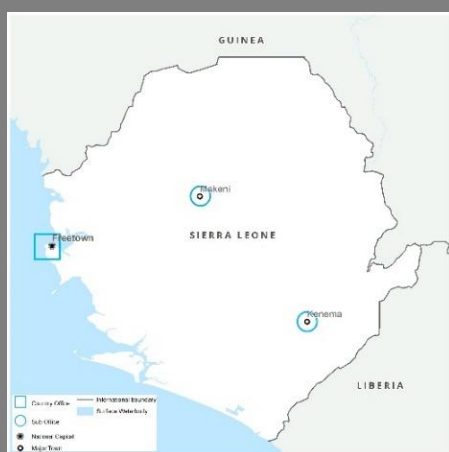 GUINEA
Makeni
SIERRA LEONE
Freetown
Kenema
LIBERIA
Country Office
International Boundary
Sub Office
Surface Waterbody
National Capital
Major Town